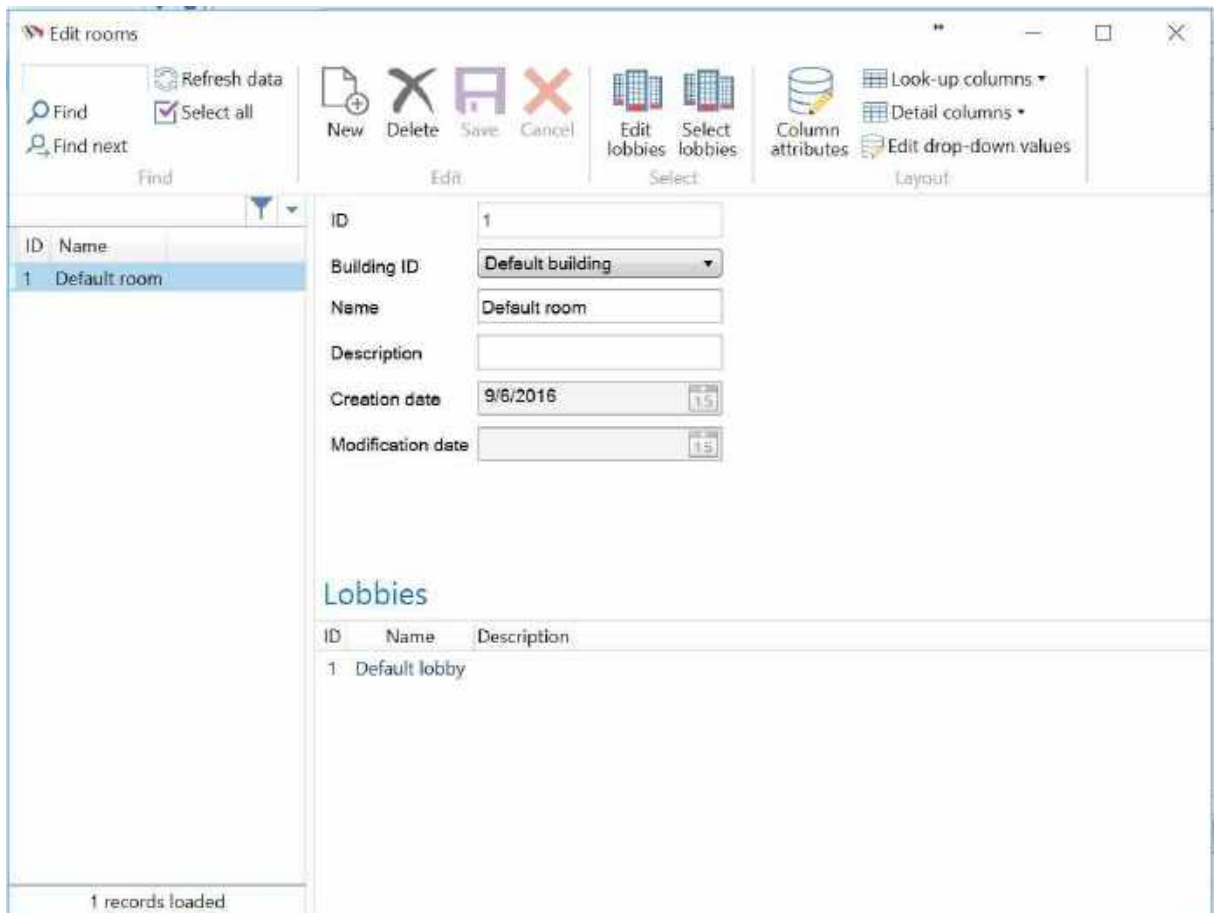 Edit rooms
Refresh data
Find
Select all
Find next
Find
New
Delete
Save
Cancel
Edit
Edit lobbies
Select lobbies
Select
Column attributes
Look-up columns
Detail columns
Edit drop-down values
Layout
ID Name
1 Default room
1 records loaded
ID 1
Building ID Default building
Name Default room
Description
Creation date 9/6/2016 15
Modification date 15
Lobbies
ID Name Description
1 Default lobby